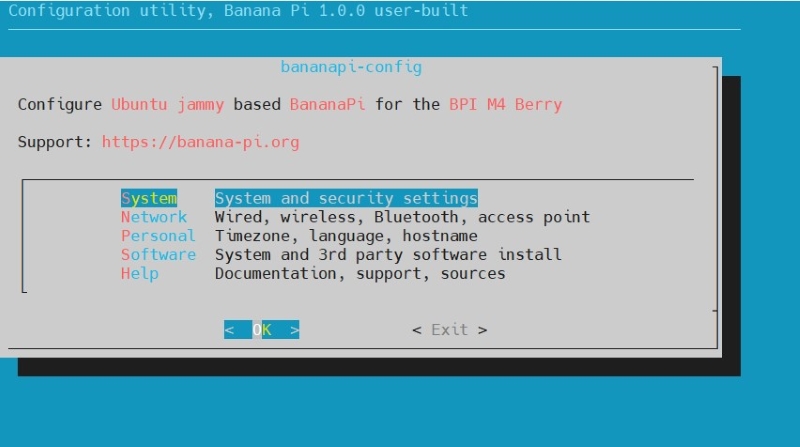 Configuration utility, Banana Pi 1.0.0 user-built
bananapi-config
Configure Ubuntu jammy based BananaPi for the BPI M4 Berry
Support: https://banana-pi.org
System System and security settings
Network Wired, wireless, Bluetooth, access point
Personal Timezone, language, hostname
Software System and 3rd party software install
Help Documentation, support, sources
< OK > < Exit >